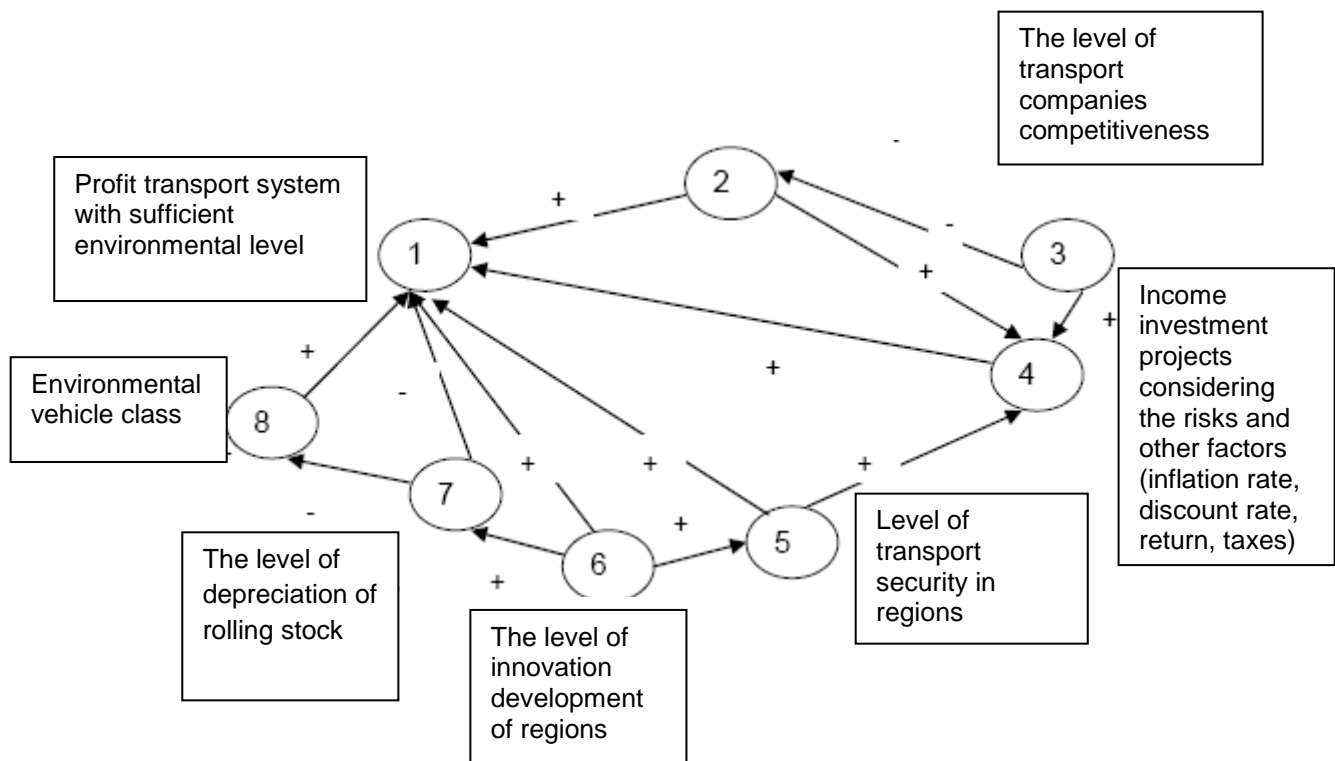 The level of
transport
companies
competitiveness
-
Profit transport system
with sufficient
environmental level
+
2
-
1
3
+
Income
investment
projects
considering
the risks and
other factors
(inflation rate,
discount rate,
return, taxes)
+
+
4
+
Environmental
vehicle class
-
8
+
+
+
7
-
+
5
Level of
transport
security in
regions
6
+
The level of
depreciation of
rolling stock
The level of
innovation
development
of regions